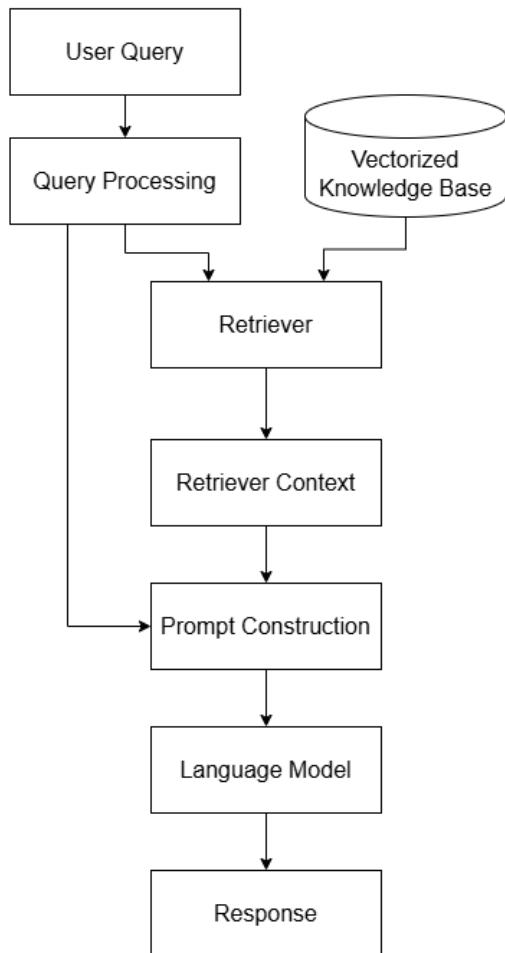 User Query
Query Processing
Vectorized
Knowledge Base
Retriever
Retriever Context
Prompt Construction
Language Model
Response